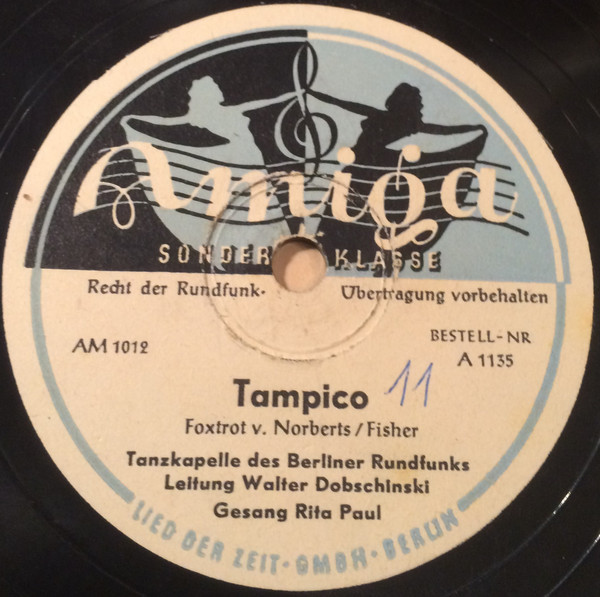 Amiga
SONDER KLASSE
Recht der Rundfunk- Übertragung vorbehalten
AM 1012
BESTELL-NR
A 1135
Tampico 11
Foxtrot v. Norberts / Fisher
Tanzkapelle des Berliner Rundfunks
Leitung Walter Dobschinski
Gesang Rita Paul
LIED DER ZEIT·GMBH·BERLIN